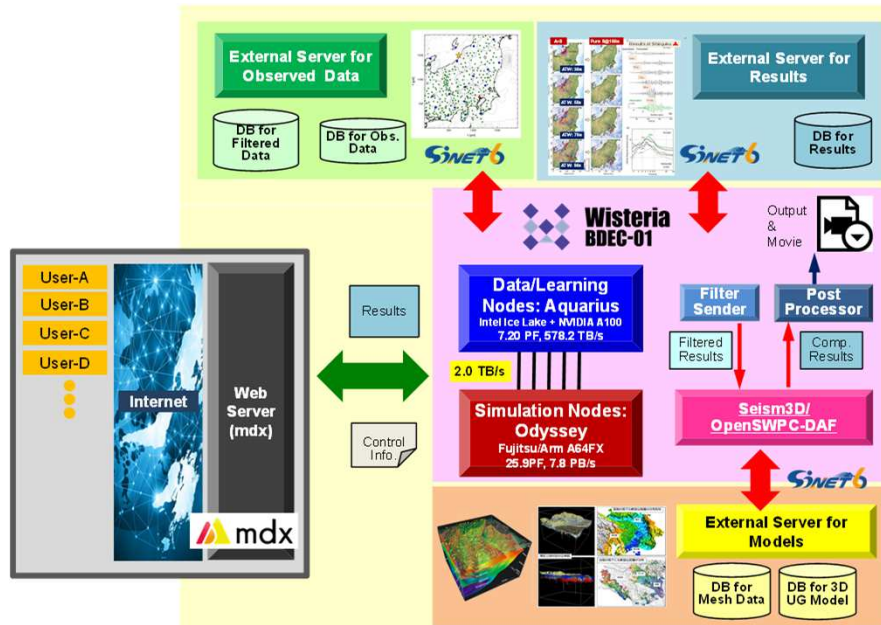 External Server for
Observed Data
DB for
Filtered
Data
DB for Obs.
Data
SINET6
A+B
Pure B@100s
External Server for
Results
DB for
Results
SINET6
Wisteria
BDEC-01
Output
&
Movie
User-A
User-B
User-C
User-D
Internet
Web
Server
(mdx)
mdx
Results
Control
Info.
Data/Learning
Nodes: Aquarius
Intel Ice Lake + NVIDIA A100
7.20 PF, 578.2 TB/s
2.0 TB/s
Simulation Nodes:
Odyssey
Fujitsu/Arm A64FX
25.9PF, 7.8 PB/s
Filter
Sender
Post
Processor
Filtered
Results
Comp.
Results
Seism3D/
OpenSWPC-DAF
SINET6
External Server for
Models
DB for
Mesh Data
DB for 3D
UG Model